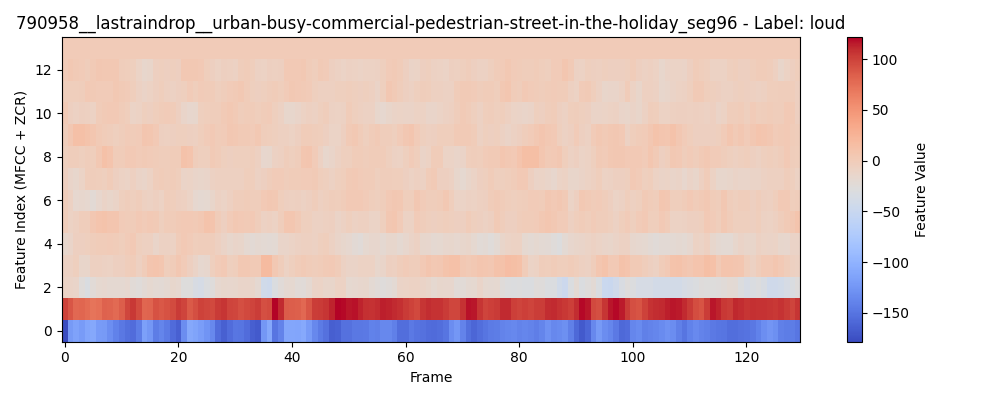 790958__lastraindrop__urban-busy-commercial-pedestrian-street-in-the-holiday_seg96 - Label: loud
Feature Index (MFCC + ZCR)
12
10
8
6
4
2
0
0 20 40 60 80 100 120
Frame
100
50
0
−50
−100
−150
Feature Value